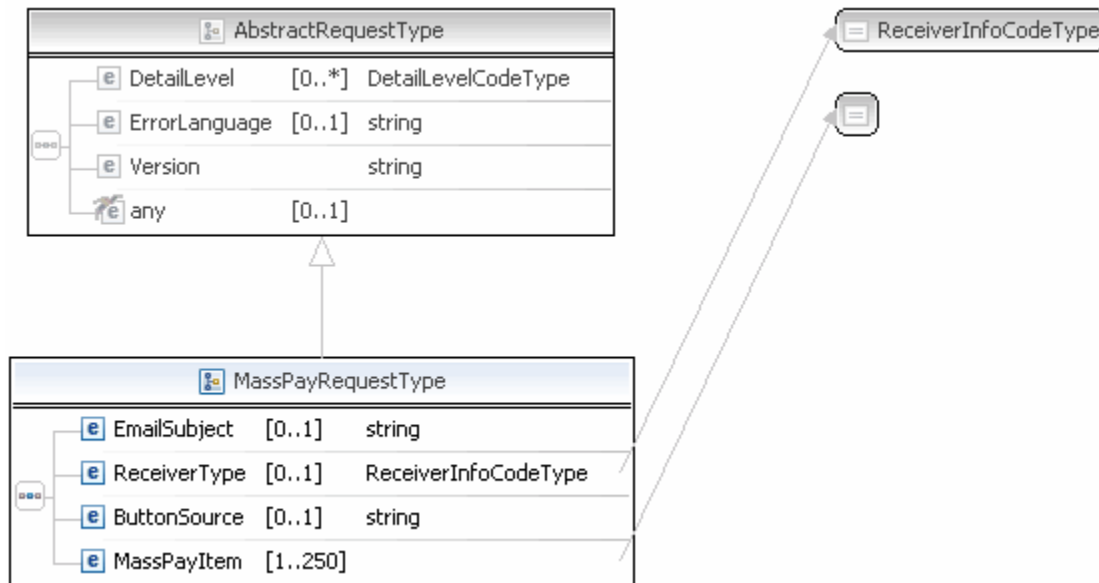 AbstractRequestType
ReceiverInfoCodeType
e DetailLevel [0..*] DetailLevelCodeType
e ErrorLanguage [0..1] string
e Version string
e any [0..1]
MassPayRequestType
e EmailSubject [0..1] string
e ReceiverType [0..1] ReceiverInfoCodeType
e ButtonSource [0..1] string
e MassPayItem [1..250]